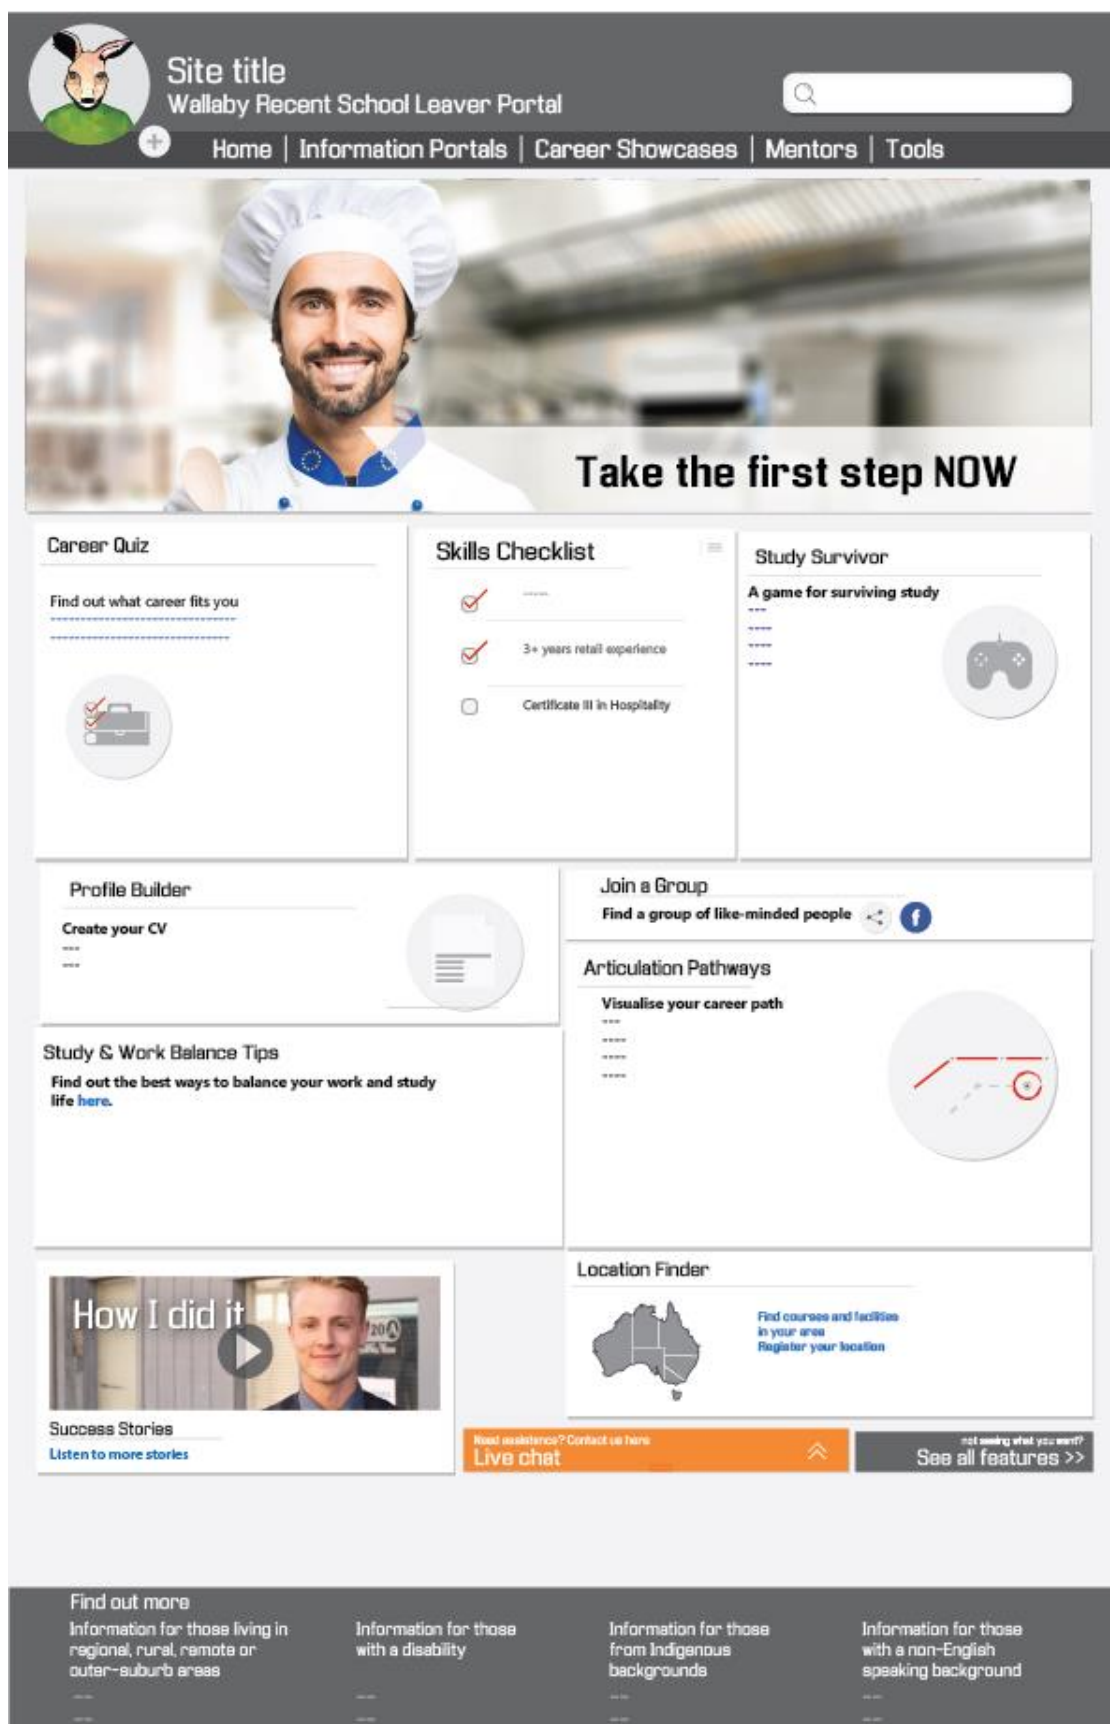 Site title
Wallaby Recent School Leaver Portal
Home | Information Portals | Career Showcases | Mentors | Tools
Take the first step NOW
Career Quiz
Find out what career fits you
Skills Checklist
3+ years retail experience
Certificate III in Hospitality
Study Survivor
A game for surviving study
Profile Builder
Create your CV
Join a Group
Find a group of like-minded people
f
Articulation Pathways
Visualise your career path
Study & Work Balance Tips
Find out the best ways to balance your work and study
life here.
How I did it
20
Success Stories
Listen to more stories
Location Finder
Find courses and facilities
in your area
Register your location
Need assistance? Contact us here
Live chat
not seeing what you want?
See all features >>
Find out more
Information for those living in
regional, rural, remote or
outer-suburb areas
Information for those
with a disability
Information for those
from Indigenous
backgrounds
Information for those
with a non-English
speaking background